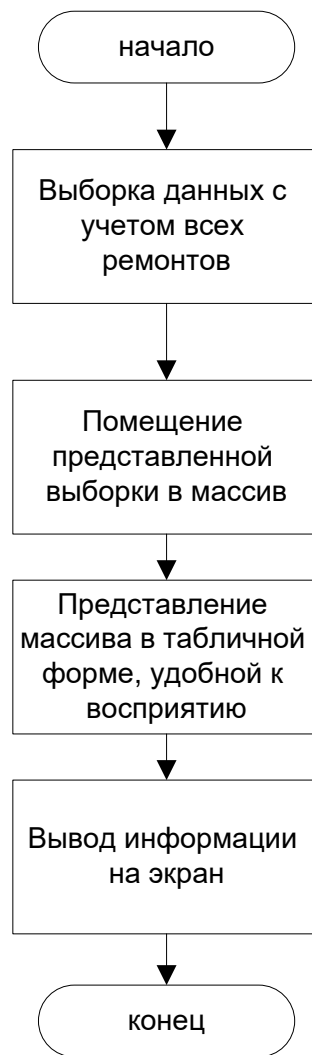 начало
Выборка данных с
учетом всех
ремонтов
Помещение
представленной
выборки в массив
Представление
массива в табличной
форме, удобной к
восприятию
Вывод информации
на экран
конец